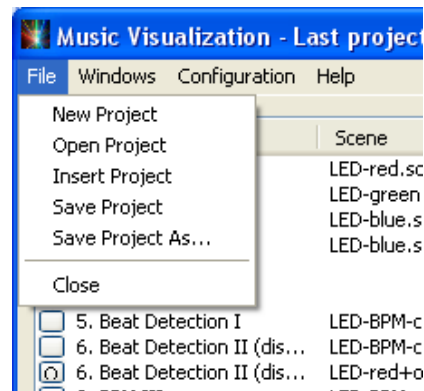 Music Visualization - Last project
File Windows Configuration Help
New Project
Open Project
Insert Project
Save Project
Save Project As...
Close
Scene
LED-red.sc
LED-green
LED-blue.s
LED-blue.s
5. Beat Detection I LED-BPM-c
6. Beat Detection II (dis... LED-BPM-c
6. Beat Detection II (dis... LED-red+o